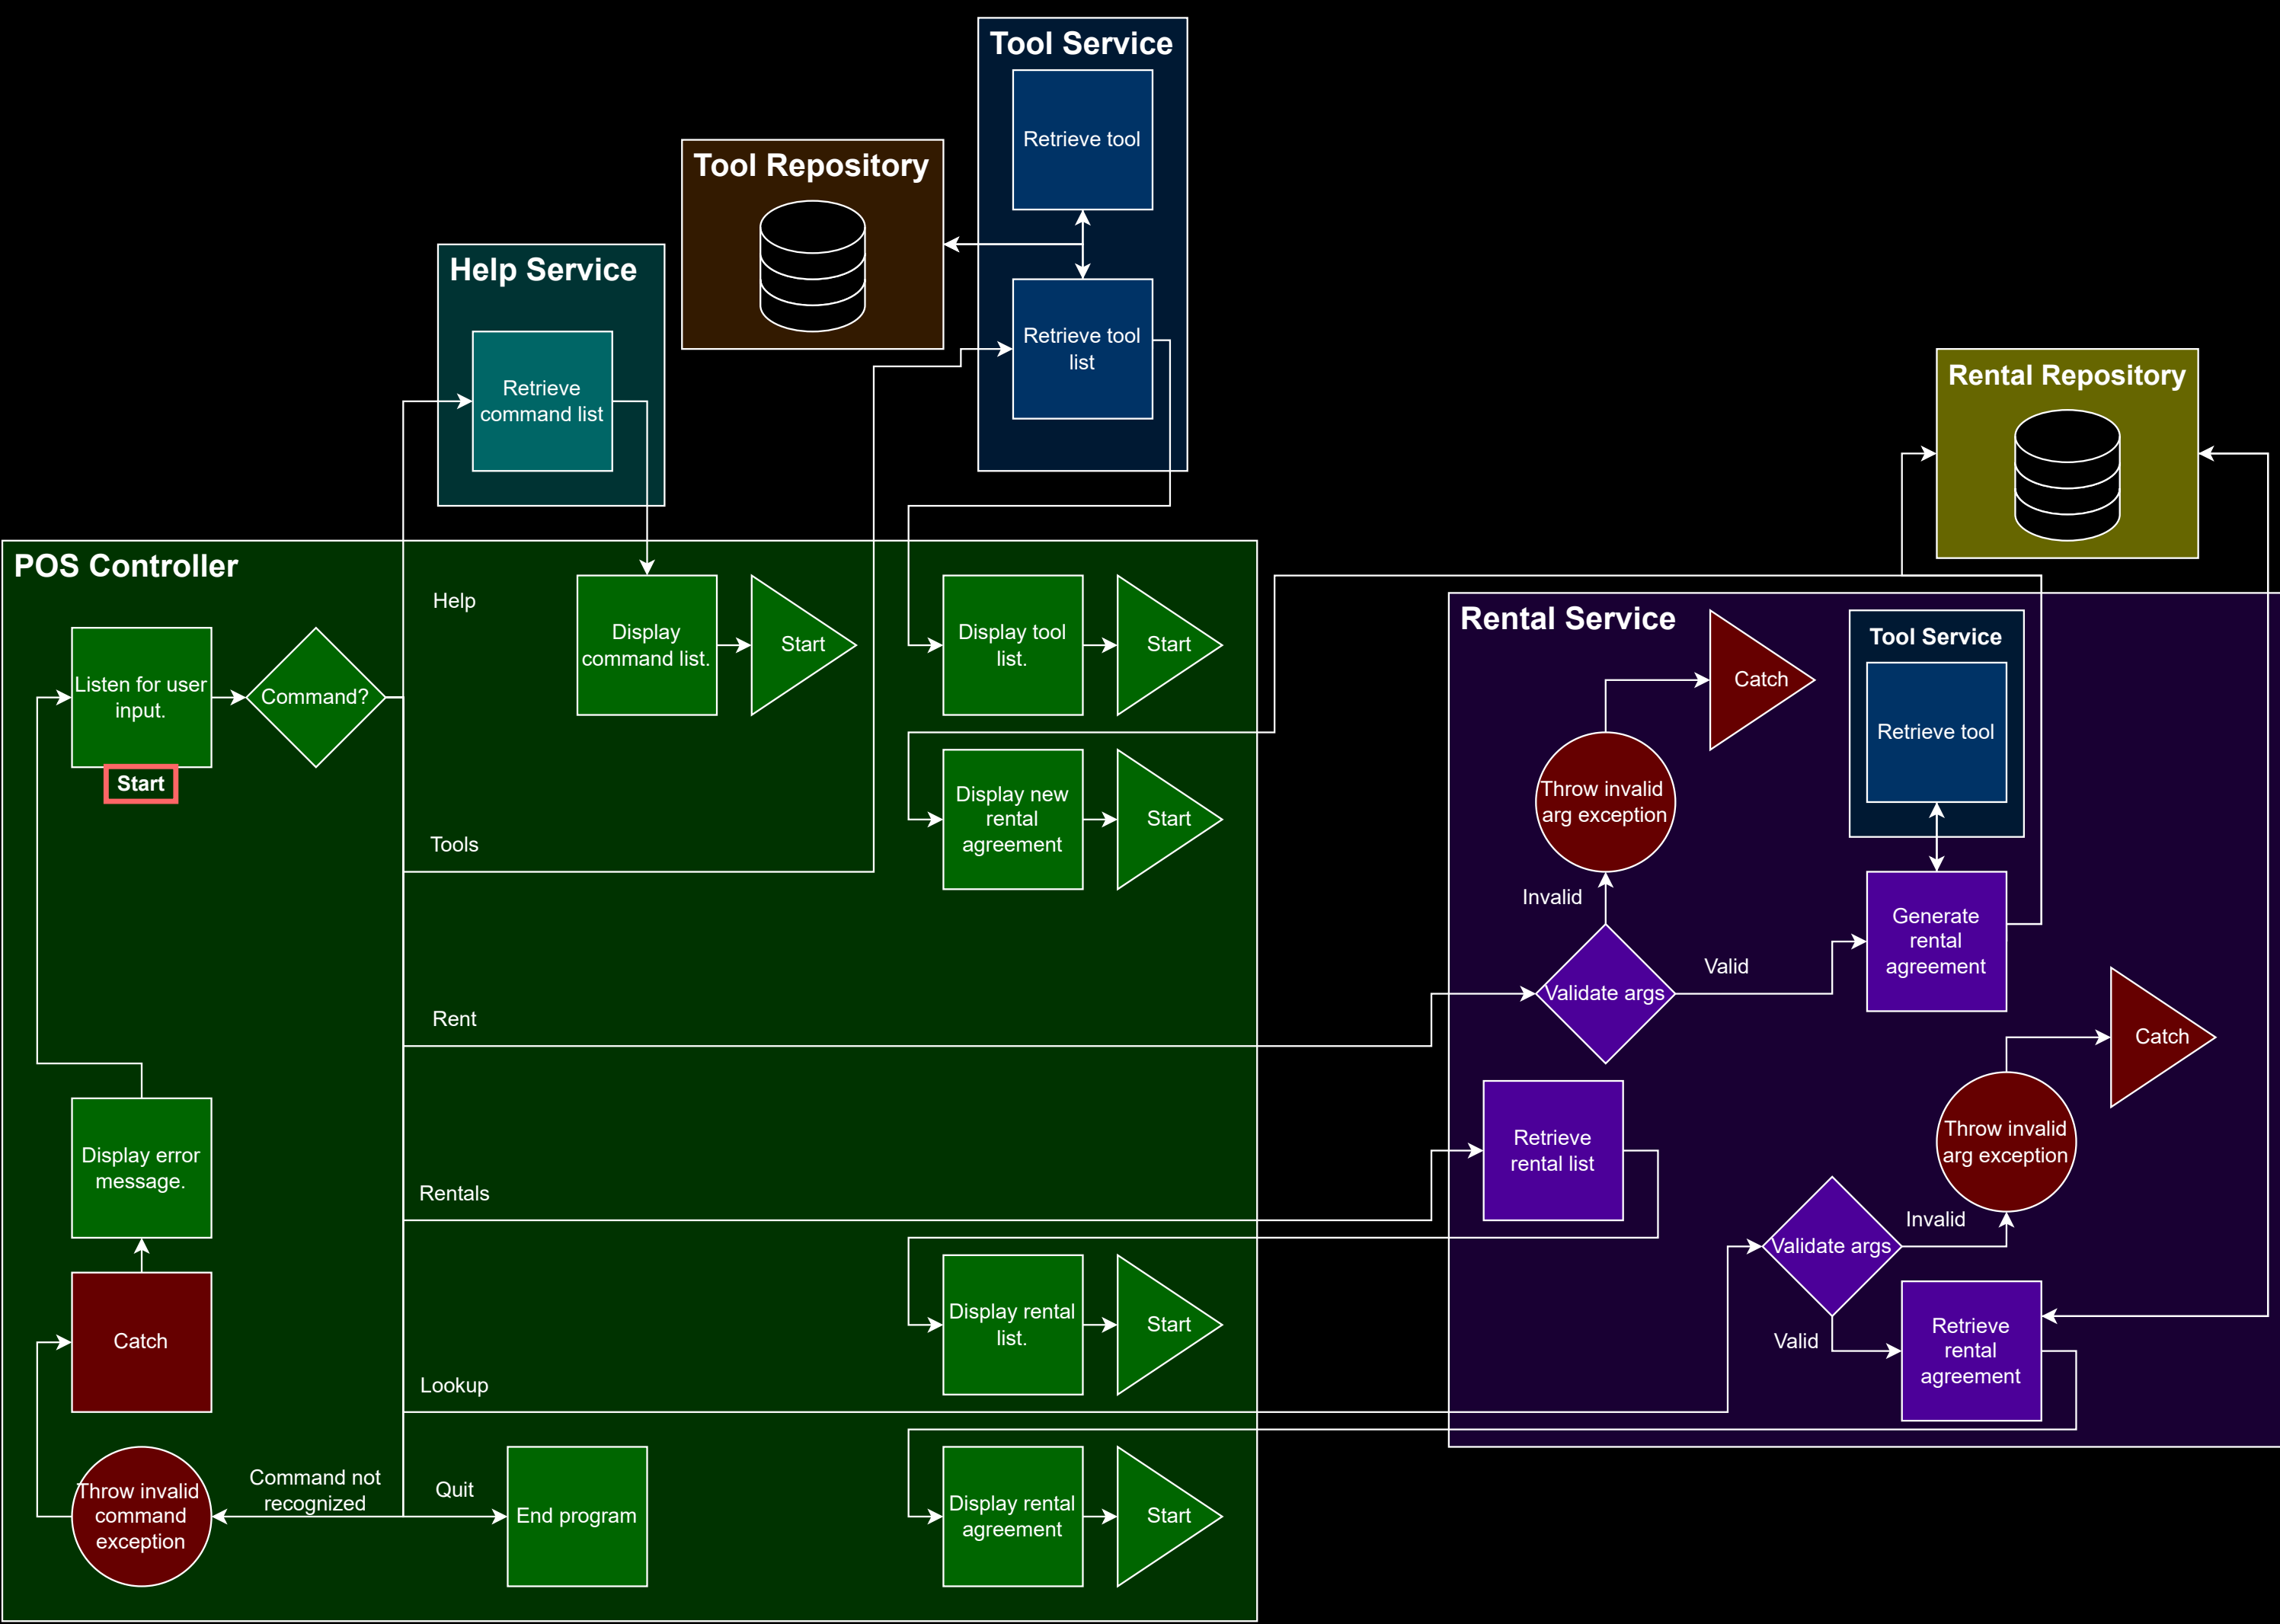 Tool Service
Retrieve tool
Tool Repository
Help Service
Retrieve tool
list
Retrieve
command list
Rental Repository
POS Controller
Help
Display
command list.
Start
Display tool
list.
Start
Listen for user
input.
Command?
Start
Display new
rental
agreement
Start
Tools
Rent
Display error
message.
Rentals
Catch
Display rental
list.
Start
Lookup
Throw invalid
command
exception
Command not
recognized
Quit
End program
Display rental
agreement
Start
Rental Service
Catch
Tool Service
Retrieve tool
Throw invalid
arg exception
Invalid
Generate
rental
agreement
Valid
Validate args
Catch
Retrieve
rental list
Throw invalid
arg exception
Invalid
Validate args
Valid
Retrieve
rental
agreement